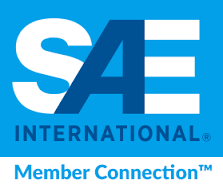 SAE
INTERNATIONAL®
Member Connection™